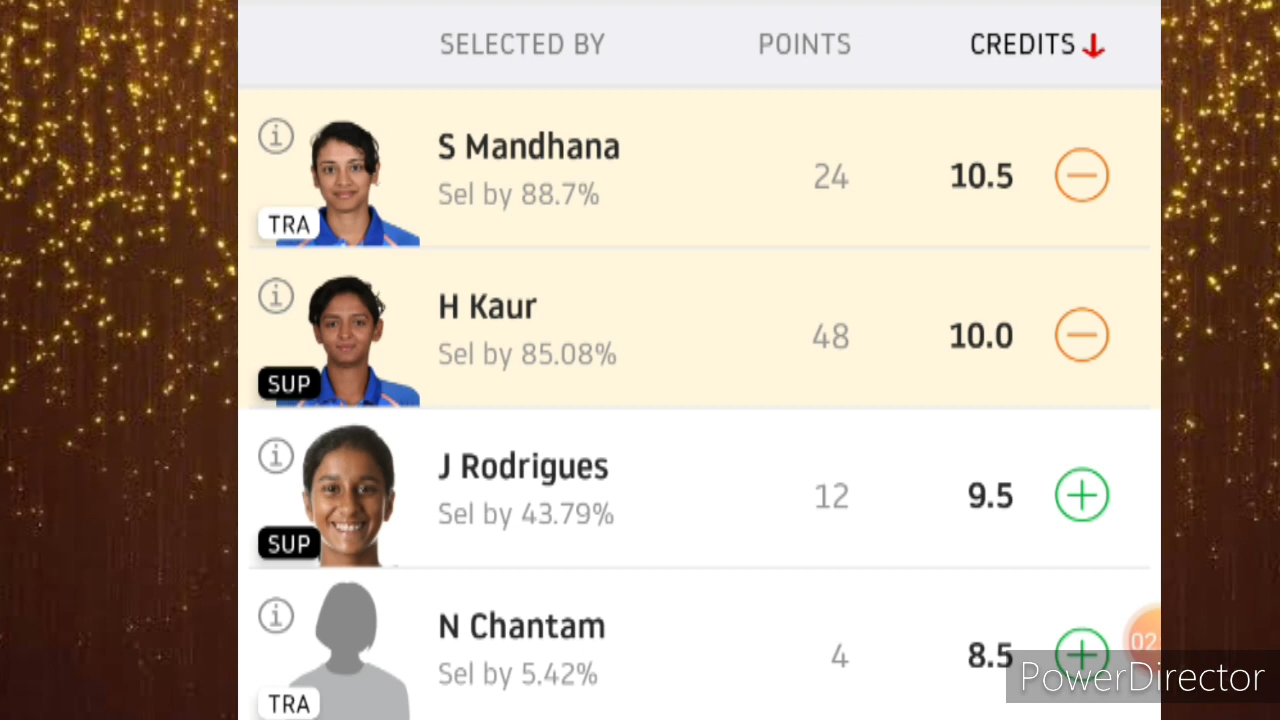 SELECTED BY POINTS CREDITS
S Mandhana
Sel by 88.7% 24 10.5
TRA
H Kaur
Sel by 85.08% 48 10.0
SUP
J Rodrigues
Sel by 43.79% 12 9.5
SUP
N Chantam
Sel by 5.42% 4 8.5 02
PowerDirector
TRA